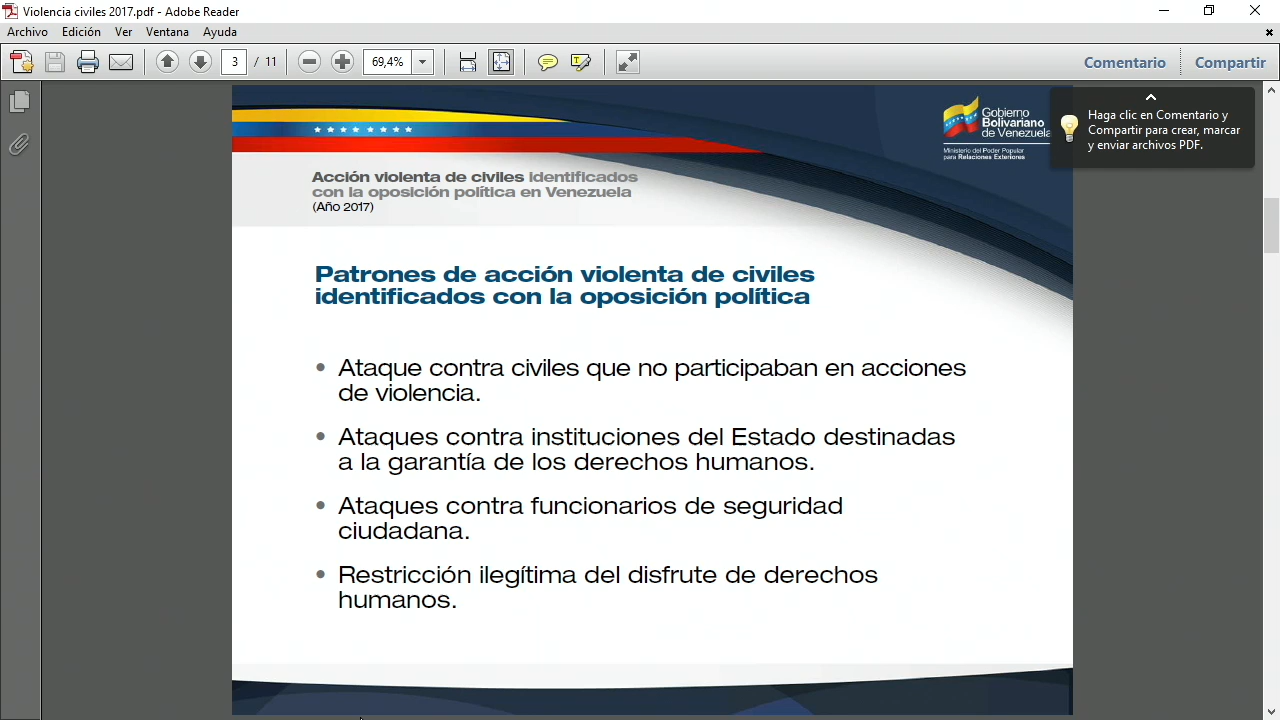 Violencia civiles 2017.pdf - Adobe Reader
Archivo Edición Ver Ventana Ayuda
3 / 11 69,4% Comentario Compartir
Gobierno
Bolivariano
de Venezuela
Ministerio del Poder Popular
para Relaciones Exteriores
Haga clic en Comentario y
Compartir para crear, marcar
y enviar archivos PDF.
Acción violenta de civiles identificados
con la oposición política en Venezuela
(Año 2017)
Patrones de acción violenta de civiles
identificados con la oposición política
• Ataque contra civiles que no participaban en acciones
de violencia.
• Ataques contra instituciones del Estado destinadas
a la garantía de los derechos humanos.
• Ataques contra funcionarios de seguridad
ciudadana.
• Restricción ilegítima del disfrute de derechos
humanos.